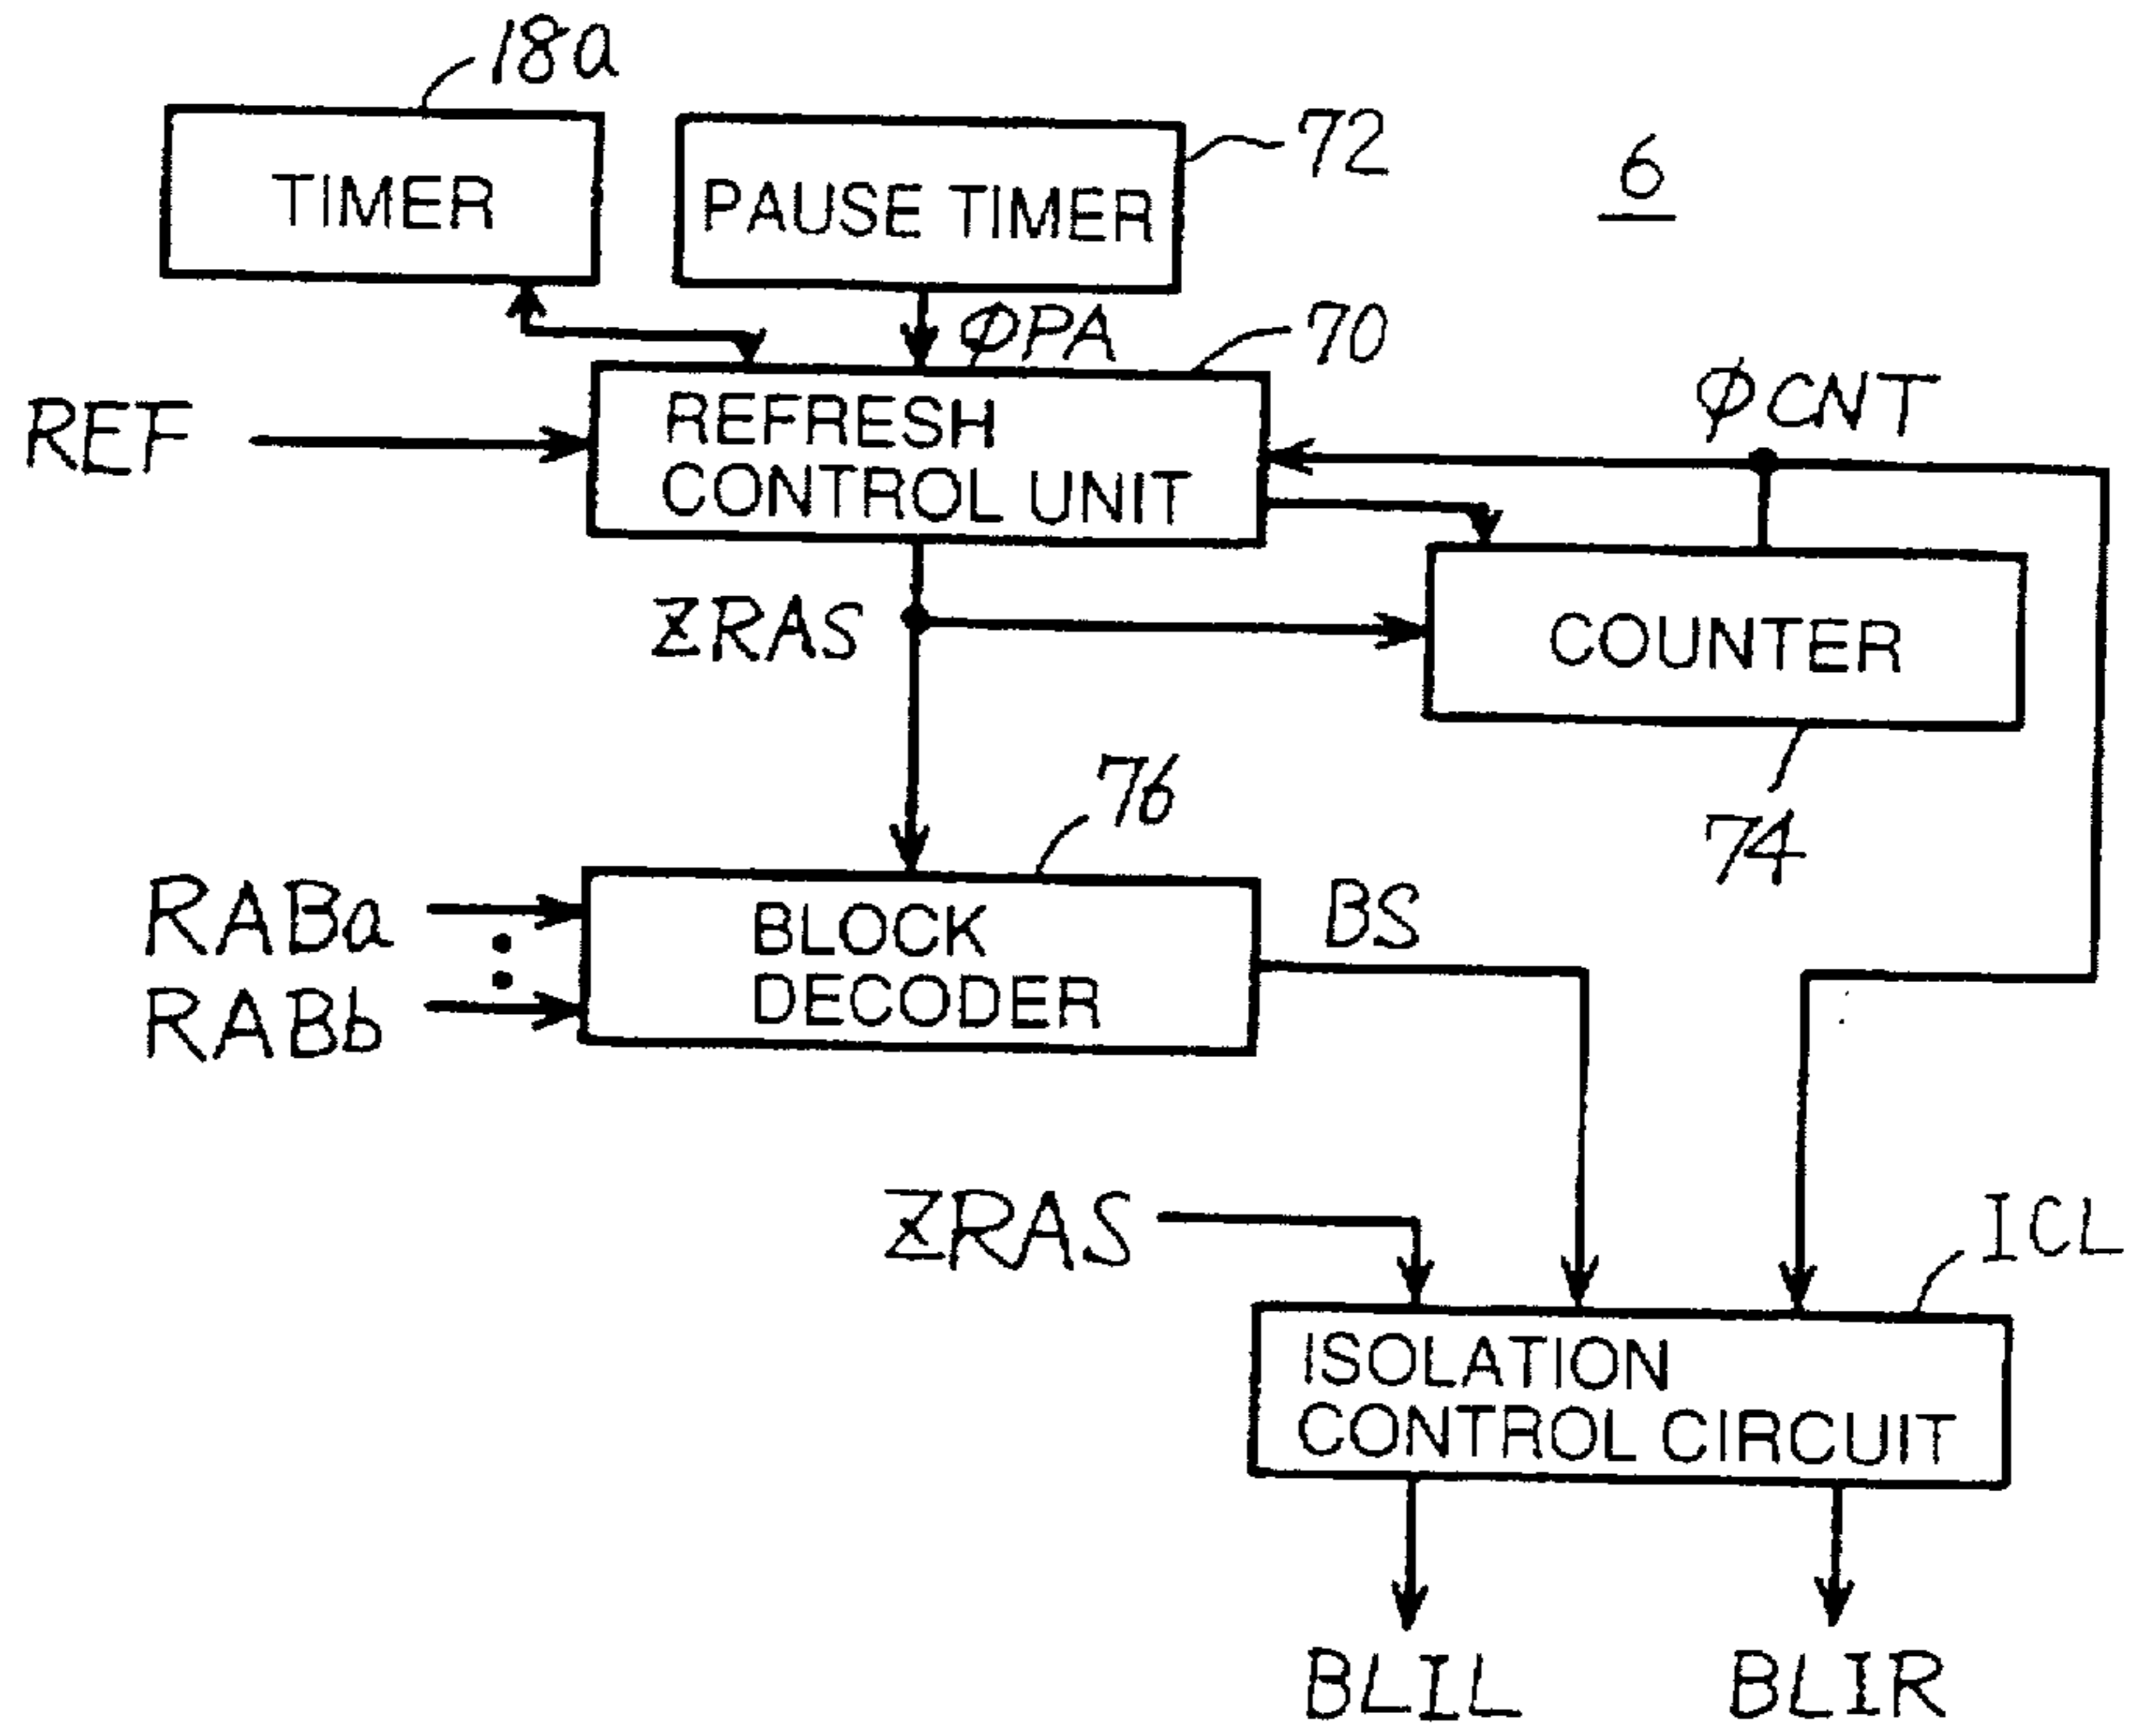 18a
TIMER
PAUSE TIMER
72
6
φPA
70
REF
REFRESH
CONTROL UNIT
φCNT
ZRAS
COUNTER
74
76
RABa
RABb
BLOCK
DECODER
BS
ZRAS
ICL
ISOLATION
CONTROL CIRCUIT
BLIL
BLIR